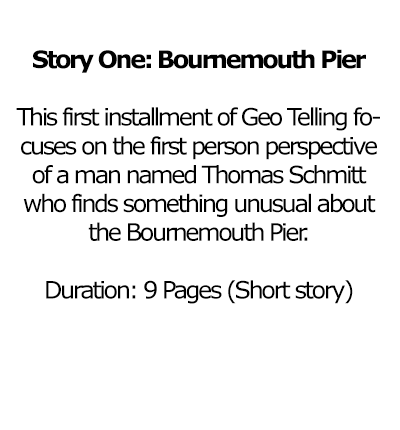 Story One: Bournemouth Pier
This first installment of Geo Telling fo-
cuses on the first person perspective
of a man named Thomas Schmitt
who finds something unusual about
the Bournemouth Pier.
Duration: 9 Pages (Short story)